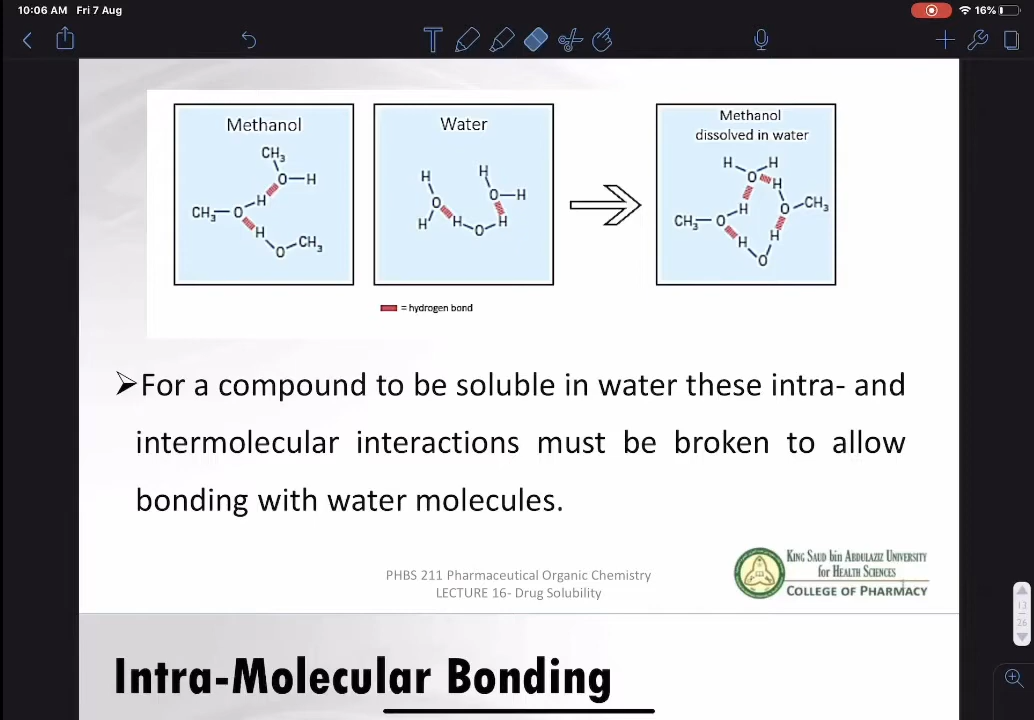 10:06 AM Fri 7 Aug
16%
Methanol
CH3
O—H
H
CH3—O
H
O—CH3
Water
H
H
O
O—H
H
H
H
O
Methanol
dissolved in water
H
H
O
H
H
O—CH3
CH3—O
H
H
O
= hydrogen bond
➢For a compound to be soluble in water these intra- and
intermolecular interactions must be broken to allow
bonding with water molecules.
PHBS 211 Pharmaceutical Organic Chemistry
LECTURE 16- Drug Solubility
KING SAUD bin ABDULAZIZ UNIVERSITY
for HEALTH SCIENCES
COLLEGE OF PHARMACY
13
26
Intra-Molecular Bonding